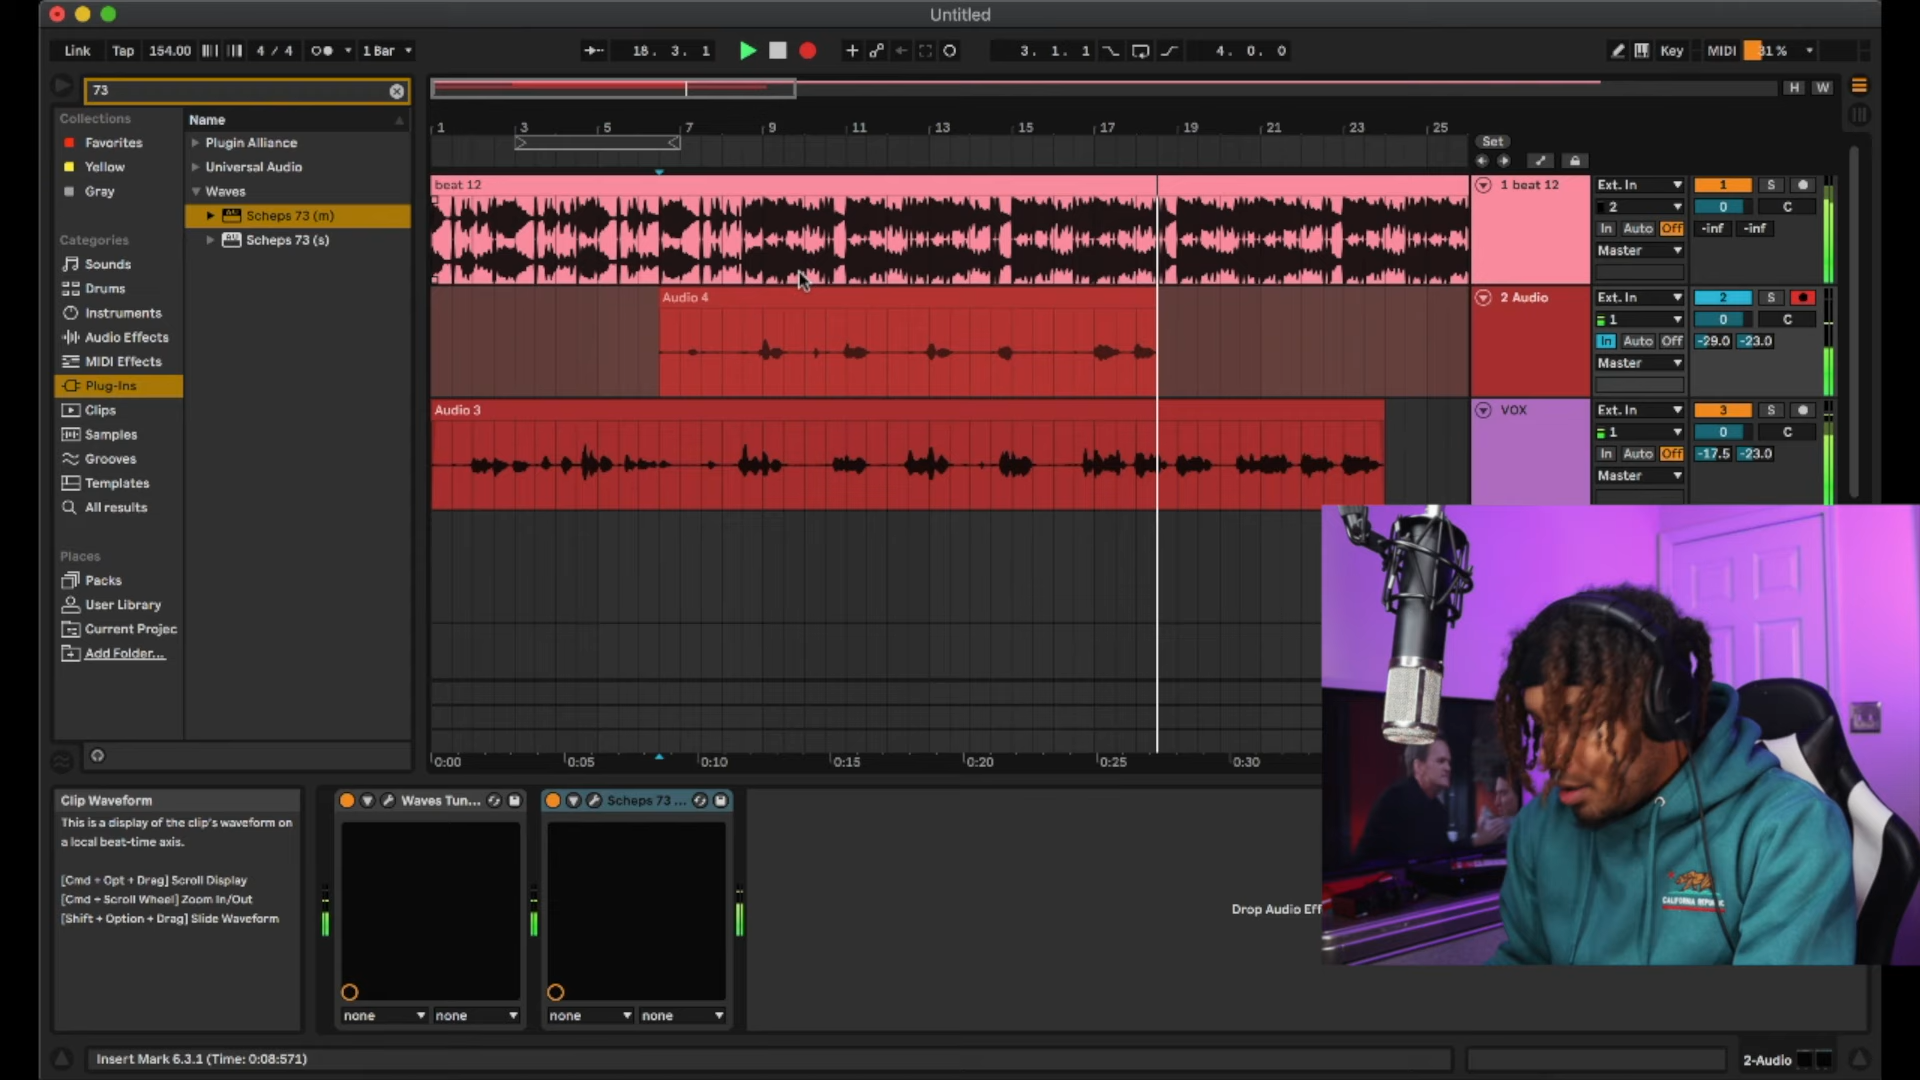 Untitled
Link Tap 154.00 4 / 4 1 Bar 18. 3. 1 3. 1. 1 4. 0. 0 Key MIDI 31 %
73
H W
Collections
Favorites
Yellow
Gray
Categories
Sounds
Drums
Instruments
Audio Effects
MIDI Effects
Plug-Ins
Clips
Samples
Grooves
Templates
All results
Places
Packs
User Library
Current Projec
Add Folder...
Name
Plugin Alliance
Universal Audio
Waves
Scheps 73 (m)
Scheps 73 (s)
1 3 5 7 9 11 13 15 17 19 21 23 25
Set
beat 12
Audio 4
Audio 3
0:00 0:05 0:10 0:15 0:20 0:25 0:30
1 beat 12
Ext. In 1 S
2 0 C
In Auto Off -inf -inf
Master
2 Audio
Ext. In 2 S
1 0 C
In Auto Off -29.0 -23.0
Master
VOX
Ext. In 3 S
1 0 C
In Auto Off -17.5 -23.0
Master
CALIFORNIA REPUBLIC
Clip Waveform
This is a display of the clip's waveform on
a local beat-time axis.
[Cmd + Opt + Drag] Scroll Display
[Cmd + Scroll Wheel] Zoom In/Out
[Shift + Option + Drag] Slide Waveform
Waves Tun...
none none
Scheps 73 ...
none none
Drop Audio Eff
Insert Mark 6.3.1 (Time: 0:08:571)
2-Audio